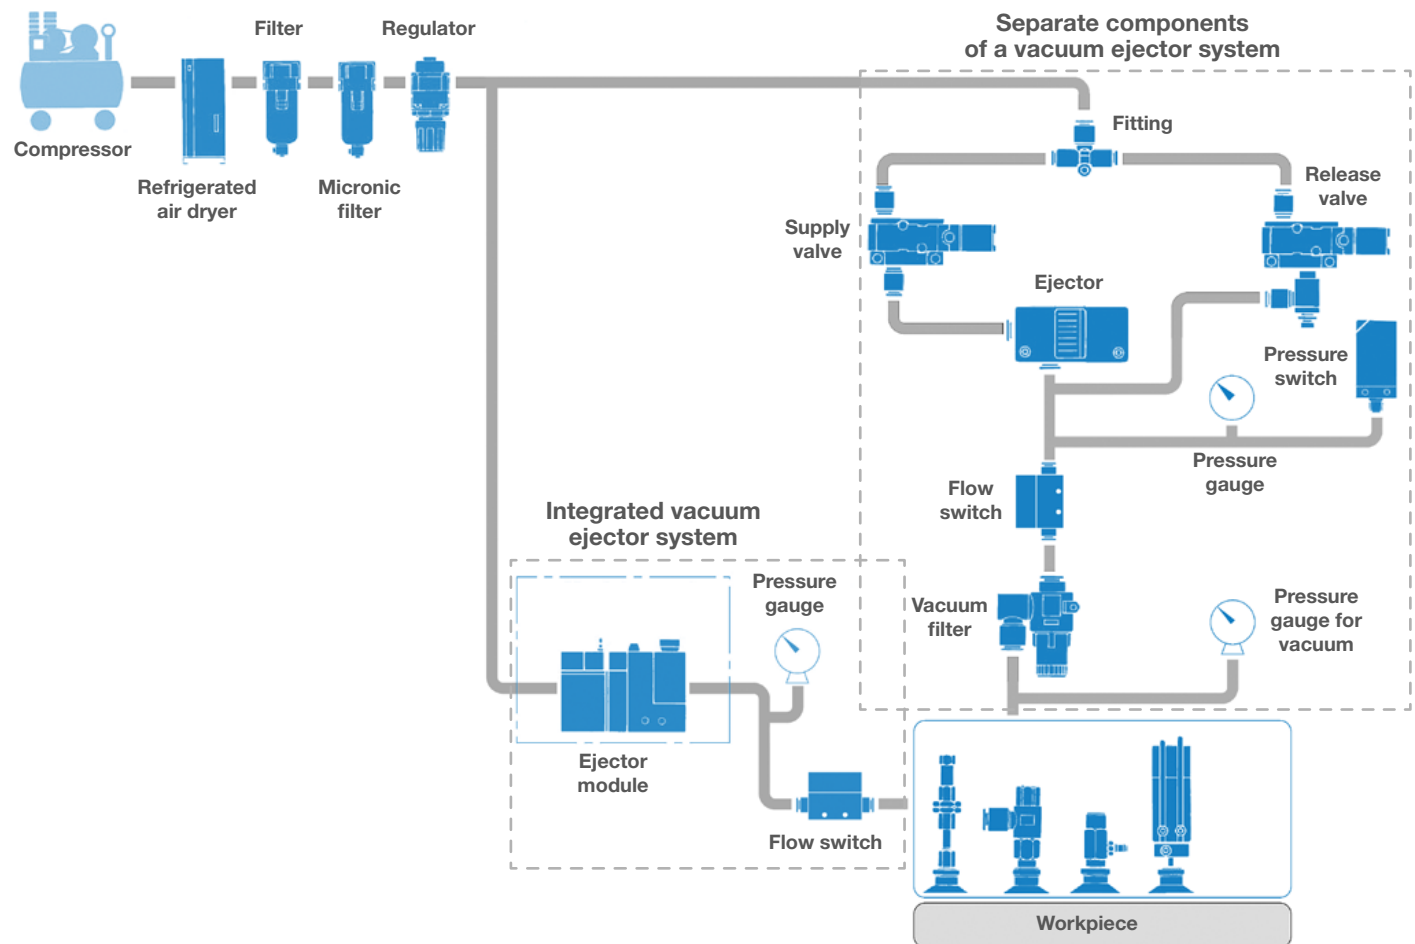 Separate components
of a vacuum ejector system
Filter
Regulator
Compressor
Refrigerated
air dryer
Micronic
filter
Fitting
Release
valve
Supply
valve
Ejector
Pressure
switch
Pressure
gauge
Flow
switch
Integrated vacuum
ejector system
Pressure
gauge
Vacuum
filter
Pressure
gauge for
vacuum
Ejector
module
Flow switch
Workpiece